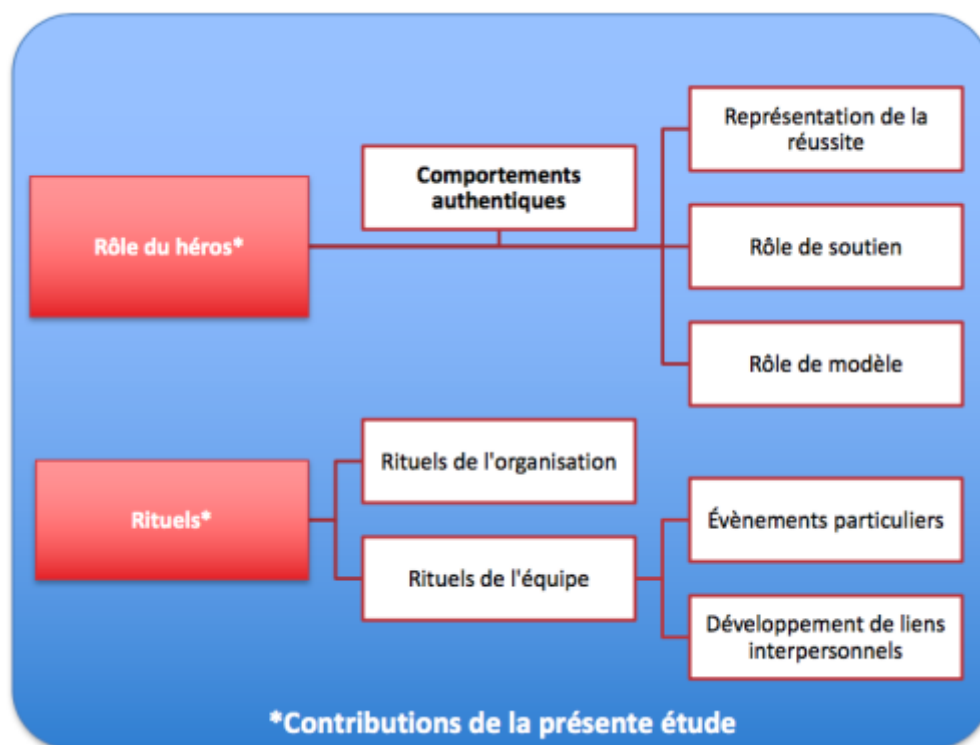 Représentation de la
réussite
Comportements
authentiques
Rôle du héros*
Rôle de soutien
Rôle de modèle
Rituels de l'organisation
Rituels*
Évènements particuliers
Rituels de l'équipe
Développement de liens
interpersonnels
*Contributions de la présente étude